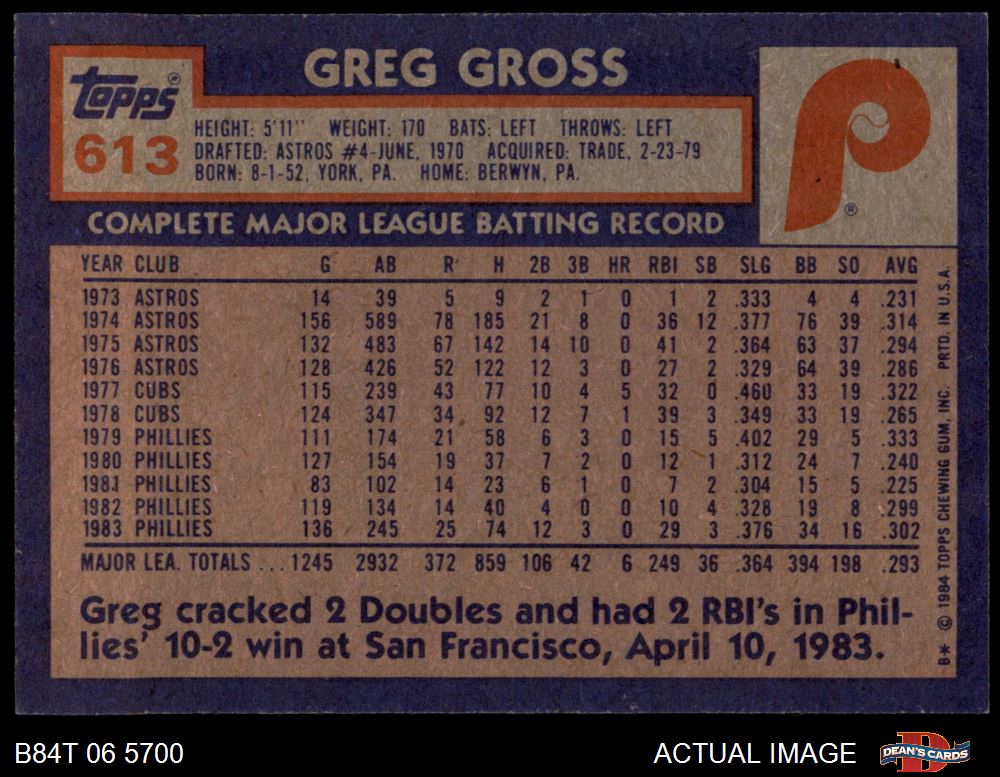 GREG GROSS
Topps®
613
HEIGHT: 5'11" WEIGHT: 170 BATS: LEFT THROWS: LEFT
DRAFTED: ASTROS #4-JUNE, 1970 ACQUIRED: TRADE, 2-23-79
BORN: 8-1-52, YORK, PA. HOME: BERWYN, PA.
P
®
COMPLETE MAJOR LEAGUE BATTING RECORD
YEAR CLUB G AB R H 2B 3B HR RBI SB SLG BB SO AVG
1973 ASTROS 14 39 5 9 2 1 0 1 2 .333 4 4 .231
1974 ASTROS 156 589 78 185 21 8 0 36 12 .377 76 39 .314
1975 ASTROS 132 483 67 142 14 10 0 41 2 .364 63 37 .294
1976 ASTROS 128 426 52 122 12 3 0 27 2 .329 64 39 .286
1977 CUBS 115 239 43 77 10 4 5 32 0 .460 33 19 .322
1978 CUBS 124 347 34 92 12 7 1 39 3 .349 33 19 .265
1979 PHILLIES 111 174 21 58 6 3 0 15 5 .402 29 5 .333
1980 PHILLIES 127 154 19 37 7 2 0 12 1 .312 24 7 .240
1981 PHILLIES 83 102 14 23 6 1 0 7 2 .304 15 5 .225
1982 PHILLIES 119 134 14 40 4 0 0 10 4 .328 19 8 .299
1983 PHILLIES 136 245 25 74 12 3 0 29 3 .376 34 16 .302
MAJOR LEA. TOTALS ... 1245 2932 372 859 106 42 6 249 36 .364 394 198 .293
Greg cracked 2 Doubles and had 2 RBI's in Phil-
lies' 10-2 win at San Francisco, April 10, 1983.
B* © 1984 TOPPS CHEWING GUM, INC. PRTD. IN U.S.A.
B84T 06 5700
ACTUAL IMAGE
DEAN'S CARDS